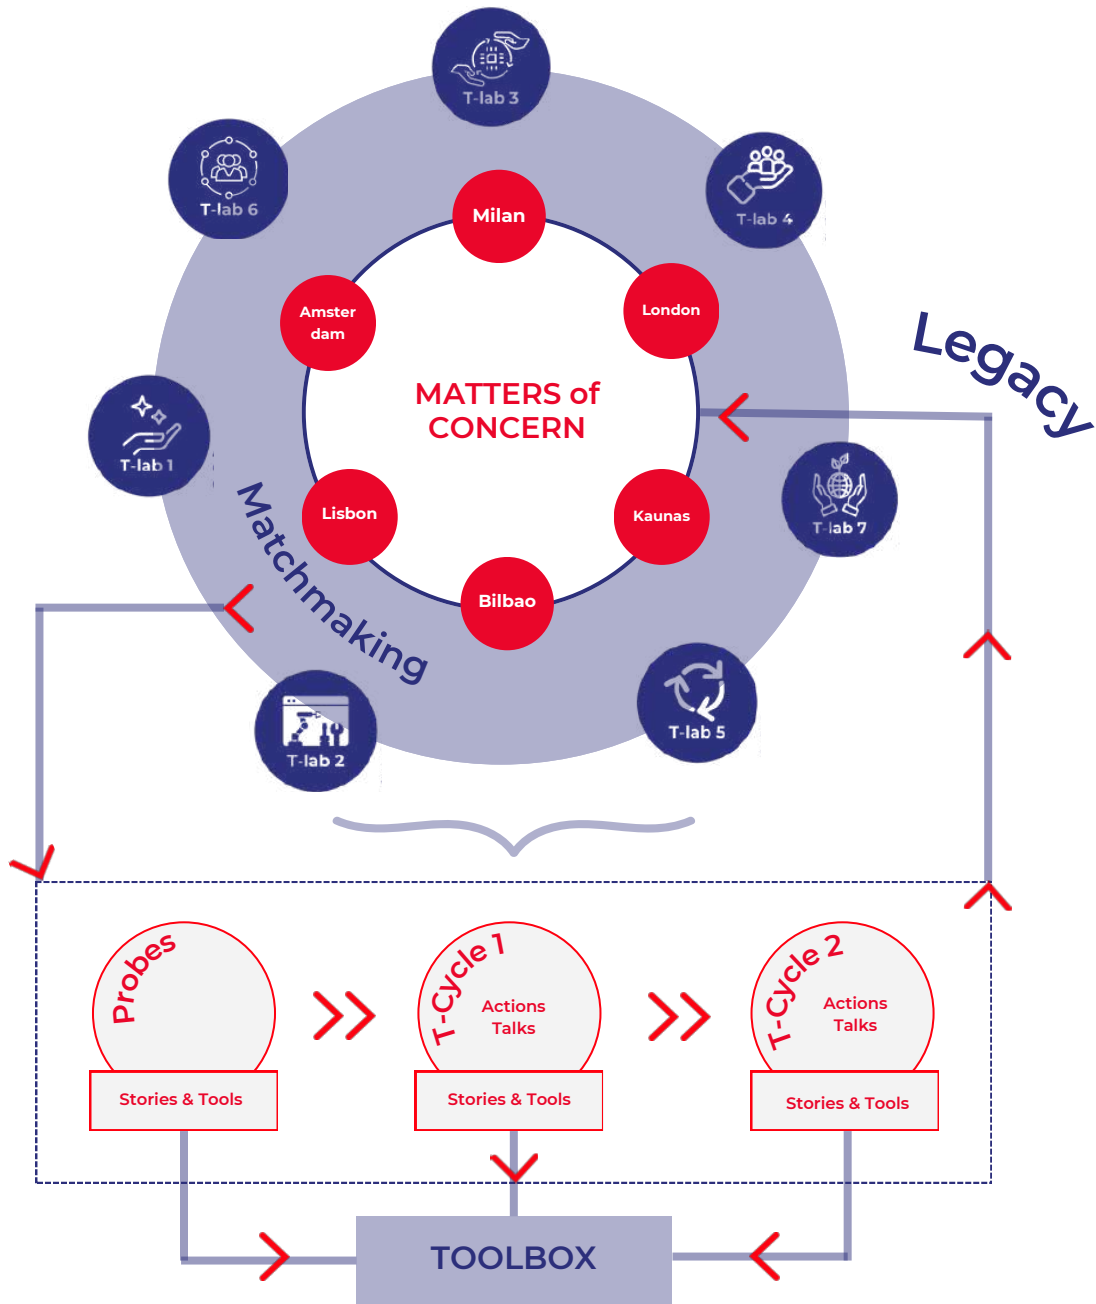 T-lab 3
T-lab 6
T-lab 4
Milan
London
Amster
dam
Legacy
MATTERS of
CONCERN
T-lab 1
Lisbon
Kaunas
T-lab 7
Matchmaking
Bilbao
T-lab 5
T-lab 2
Probes
T-Cycle 1
Actions
Talks
T-Cycle 2
Actions
Talks
Stories & Tools
Stories & Tools
Stories & Tools
TOOLBOX